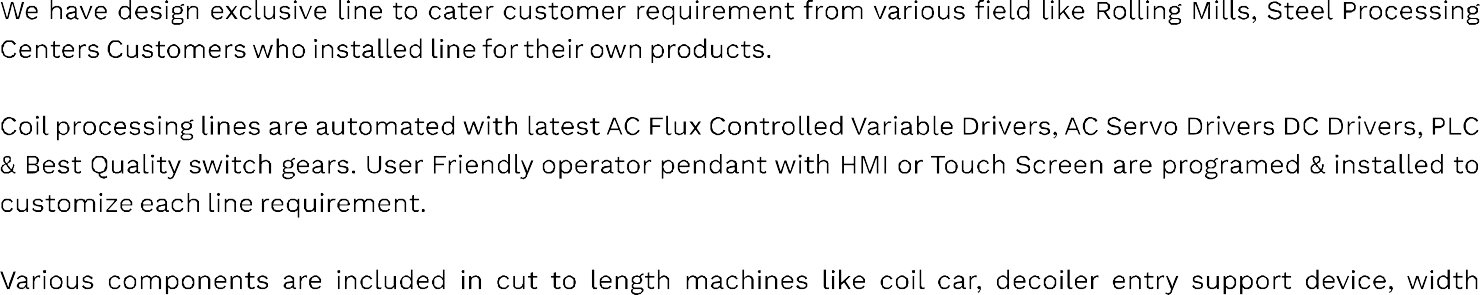 We have design exclusive line to cater customer requirement from various field like Rolling Mills, Steel Processing
Centers Customers who installed line for their own products.
Coil processing lines are automated with latest AC Flux Controlled Variable Drivers, AC Servo Drivers DC Drivers, PLC
& Best Quality switch gears. User Friendly operator pendant with HMI or Touch Screen are programed & installed to
customize each line requirement.
Various components are included in cut to length machines like coil car, decoiler entry support device, width